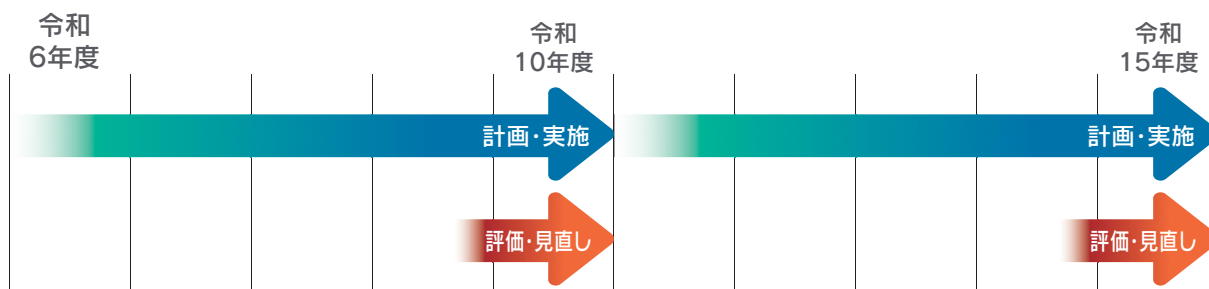 令和
6年度
令和
10年度
令和
15年度
計画・実施
計画・実施
評価・見直し
評価・見直し